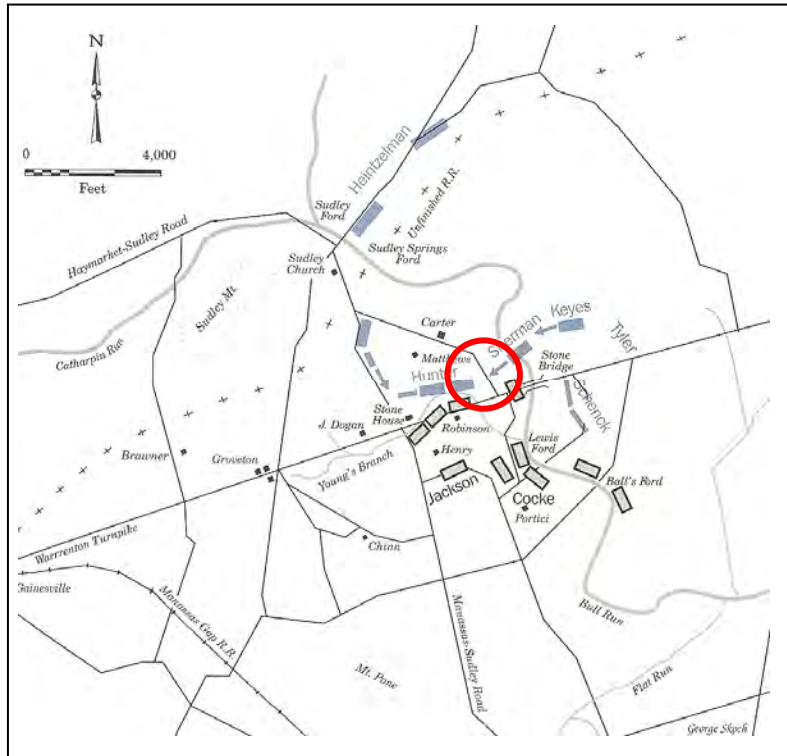 N
0
4,000
Feet
Heintzelman
Unfinished R.R.
Sudley
Ford
Haymarket-Sudley Road
Sudley Springs
Ford
Sudley
Church
Sudley Mt.
Catharpin Run
Carter
Keyes
Sherman
Tyler
Matthews
Hunter
Stone
Bridge
Schenck
Stone
House
J. Dogan
Robinson
Brawner
Groveton
Henry
Lewis
Ford
Young's Branch
Jackson
Cocke
Ball's Ford
Portici
Chinn
Warrenton Turnpike
Gainesville
Manassas Gap R.R.
Manassas-Sudley Road
Bull Run
Mt. Pone
Flat Run